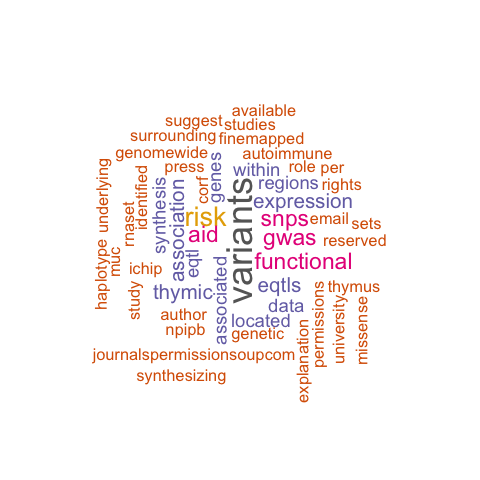 available
suggest
studies
surrounding
finemapped
genomewide
autoimmune
press
genes
within
role
per
underlying
identified
synthesis
association
corf
regions
rights
haplotype
rnaset
risk
variants
expression
snps
email
sets
aid
gwas
reserved
muc
eqtl
functional
ichip
study
thymic
associated
eqtls
thymus
data
author
located
npipb
genetic
explanation
permissions
university
missense
journalspermissionsoupcom
synthesizing